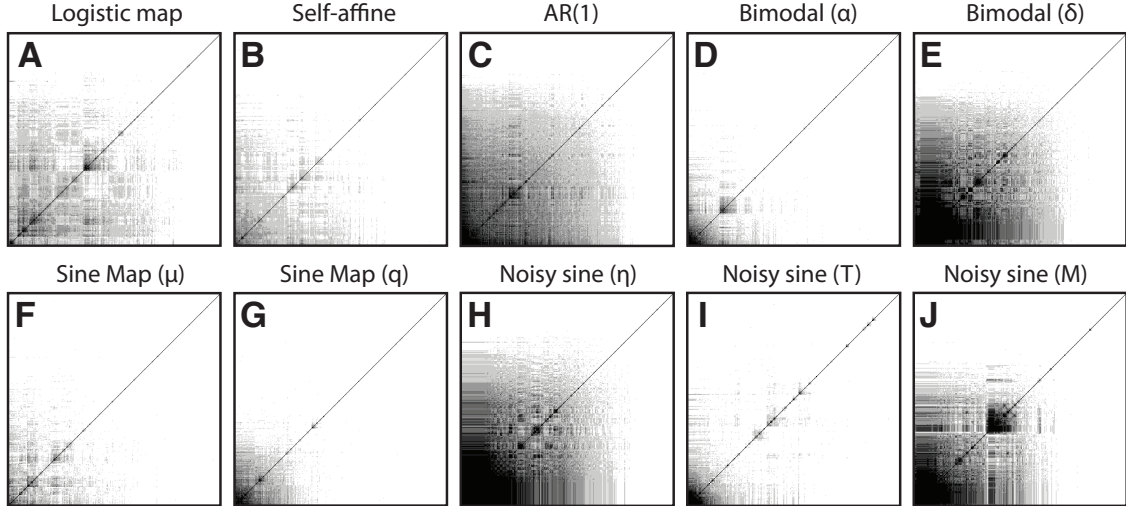 Logistic map
Self-affine
AR(1)
Bimodal (α)
Bimodal (δ)
A
B
C
D
E
Sine Map (μ)
Sine Map (q)
Noisy sine (η)
Noisy sine (T)
Noisy sine (M)
F
G
H
I
J